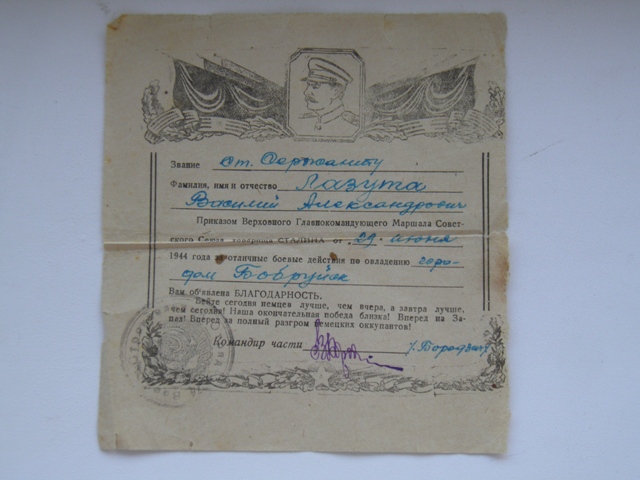 Звание ст. Сержанту
Фамилия, имя и отчество Лазута
Василий Александрович
Приказом Верховного Главнокомандующего Маршала Совет-
ского Союза товарища СТАЛИНА от 29 июня
1944 года за отличные боевые действия по овладению горо-
дом Бобруйск
Вам объявлена БЛАГОДАРНОСТЬ.
Бейте сегодня немцев лучше, чем вчера, а завтра лучше,
чем сегодня! Наша окончательная победа близка! Вперед на За-
пад! Вперед за полный разгром немецких оккупантов!
Командир части